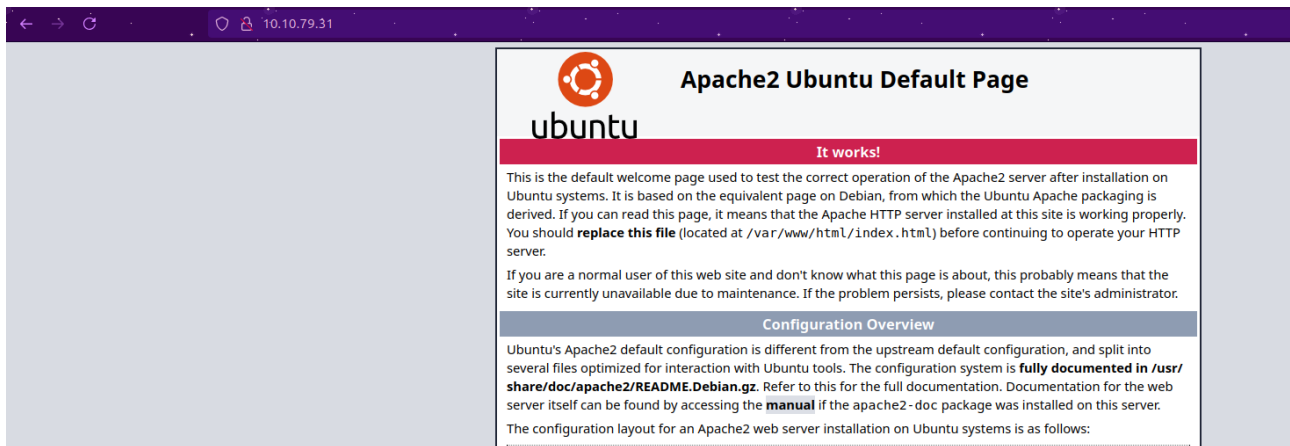 10.10.79.31
Apache2 Ubuntu Default Page
ubuntu
It works!
This is the default welcome page used to test the correct operation of the Apache2 server after installation on
Ubuntu systems. It is based on the equivalent page on Debian, from which the Ubuntu Apache packaging is
derived. If you can read this page, it means that the Apache HTTP server installed at this site is working properly.
You should replace this file (located at /var/www/html/index.html) before continuing to operate your HTTP
server.
If you are a normal user of this web site and don't know what this page is about, this probably means that the
site is currently unavailable due to maintenance. If the problem persists, please contact the site's administrator.
Configuration Overview
Ubuntu's Apache2 default configuration is different from the upstream default configuration, and split into
several files optimized for interaction with Ubuntu tools. The configuration system is fully documented in /usr/
share/doc/apache2/README.Debian.gz. Refer to this for the full documentation. Documentation for the web
server itself can be found by accessing the manual if the apache2-doc package was installed on this server.
The configuration layout for an Apache2 web server installation on Ubuntu systems is as follows: